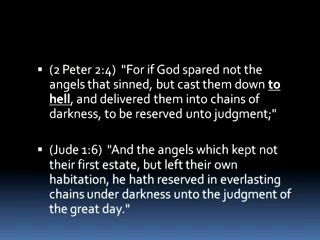 (2 Peter 2:4) "For if God spared not the
angels that sinned, but cast them down to
hell, and delivered them into chains of
darkness, to be reserved unto judgment;"
(Jude 1:6) "And the angels which kept not
their first estate, but left their own
habitation, he hath reserved in everlasting
chains under darkness unto the judgment of
the great day."